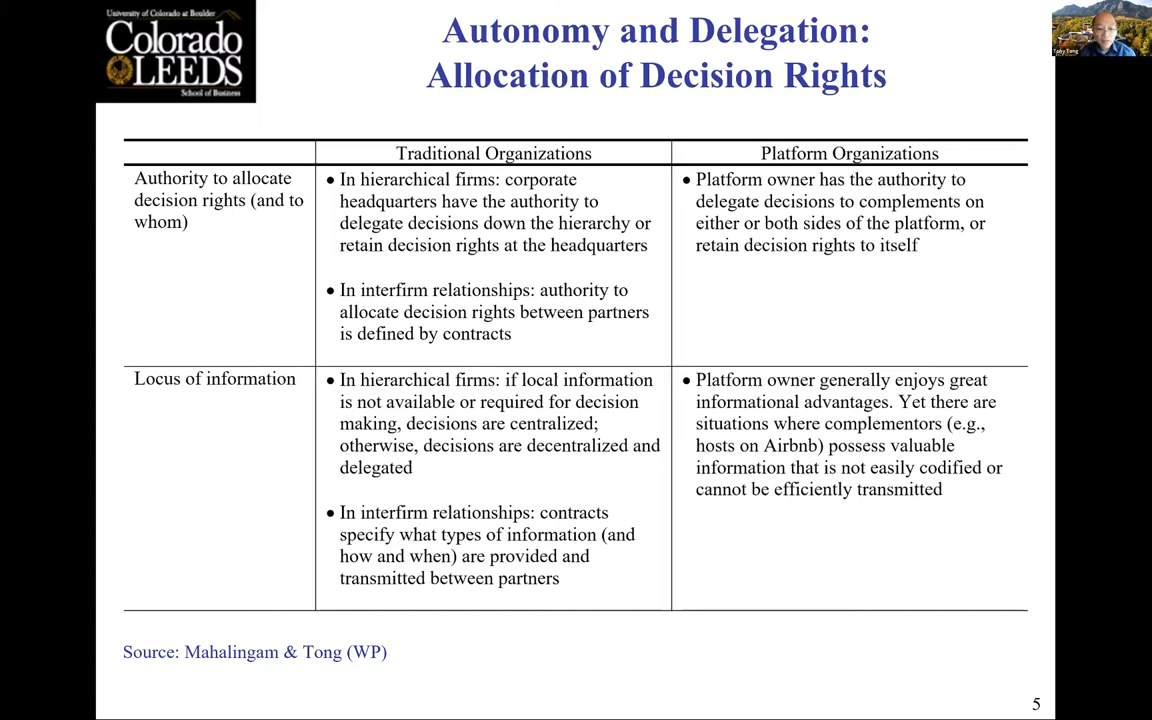 University of Colorado at Boulder
Colorado
LEEDS
School of Business
Autonomy and Delegation:
Allocation of Decision Rights
Tony Tong
Traditional Organizations
Platform Organizations
Authority to allocate
decision rights (and to
whom)
• In hierarchical firms: corporate
headquarters have the authority to
delegate decisions down the hierarchy or
retain decision rights at the headquarters
• In interfirm relationships: authority to
allocate decision rights between partners
is defined by contracts
• Platform owner has the authority to
delegate decisions to complements on
either or both sides of the platform, or
retain decision rights to itself
Locus of information
• In hierarchical firms: if local information
is not available or required for decision
making, decisions are centralized;
otherwise, decisions are decentralized and
delegated
• In interfirm relationships: contracts
specify what types of information (and
how and when) are provided and
transmitted between partners
• Platform owner generally enjoys great
informational advantages. Yet there are
situations where complementors (e.g.,
hosts on Airbnb) possess valuable
information that is not easily codified or
cannot be efficiently transmitted
Source: Mahalingam & Tong (WP)
5